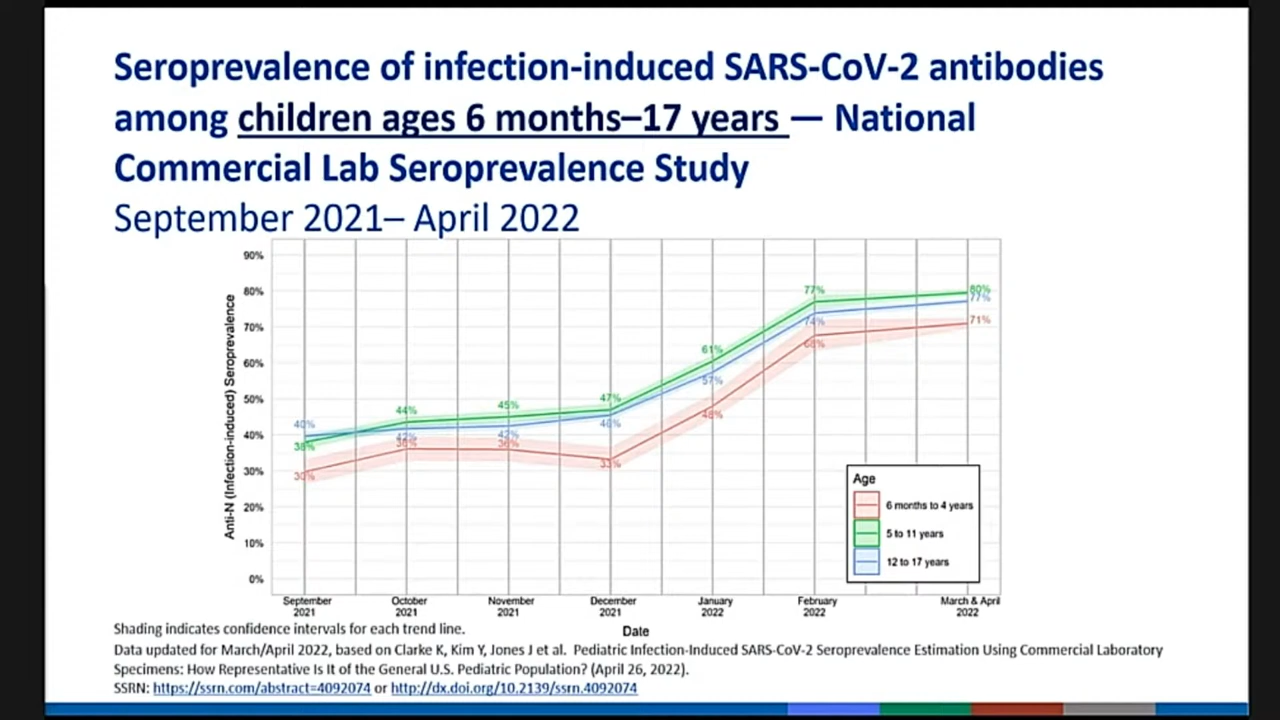 Seroprevalence of infection-induced SARS-CoV-2 antibodies
among children ages 6 months–17 years — National
Commercial Lab Seroprevalence Study
September 2021– April 2022
Anti-N (Infection-induced) Seroprevalence
90%
80%
70%
60%
50%
40%
30%
20%
10%
0%
40%
38%
30%
44%
42%
36%
45%
42%
36%
47%
46%
33%
61%
57%
48%
77%
74%
68%
80%
77%
71%
Age
6 months to 4 years
5 to 11 years
12 to 17 years
September 2021
October 2021
November 2021
December 2021
January 2022
February 2022
March & April 2022
Date
Shading indicates confidence intervals for each trend line.
Data updated for March/April 2022, based on Clarke K, Kim Y, Jones J et al. Pediatric Infection-Induced SARS-CoV-2 Seroprevalence Estimation Using Commercial Laboratory
Specimens: How Representative Is It of the General U.S. Pediatric Population? (April 26, 2022).
SSRN: https://ssrn.com/abstract=4092074 or http://dx.doi.org/10.2139/ssrn.4092074